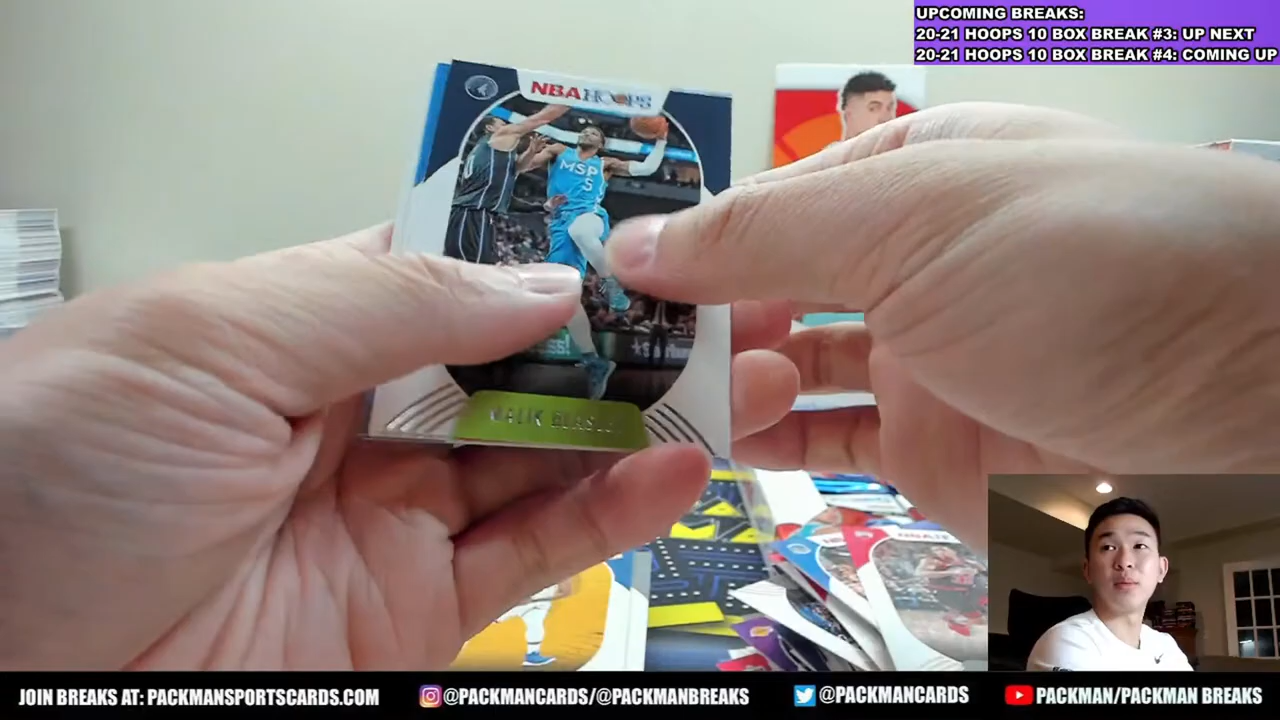 UPCOMING BREAKS:
20-21 HOOPS 10 BOX BREAK #3: UP NEXT
20-21 HOOPS 10 BOX BREAK #4: COMING UP
NBA HOOPS
MSP
5
MALIK BEASLEY
JOIN BREAKS AT: PACKMANSPORTSCARDS.COM
@PACKMANCARDS/@PACKMANBREAKS
@PACKMANCARDS
PACKMAN/PACKMAN BREAKS